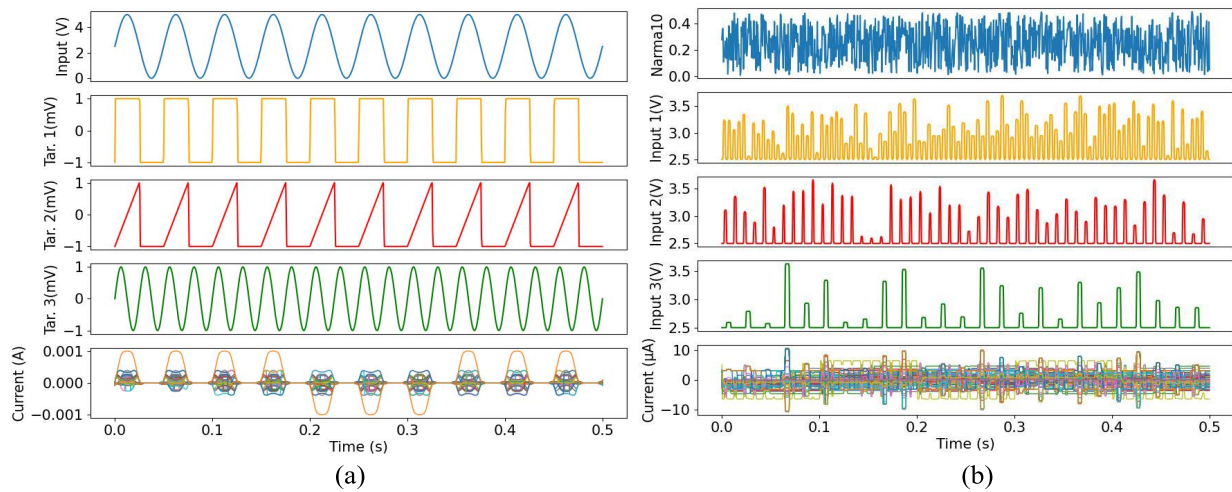 Input (V)
5.0
2.5
0
Tar. 1(mV)
1
0
−1
Tar. 2(mV)
1
0
−1
Tar. 3(mV)
1
0
−1
Current (A)
0.001
0.000
−0.001
0.0 0.1 0.2 0.3 0.4 0.5
Time (s)
(a)
Narma10
0.4
0.2
0.0
Input 1(V)
3.5
3.0
2.5
Input 2(V)
3.5
3.0
2.5
Input 3(V)
3.5
3.0
2.5
Current (μA)
10
0
−10
0.0 0.1 0.2 0.3 0.4 0.5
Time (s)
(b)